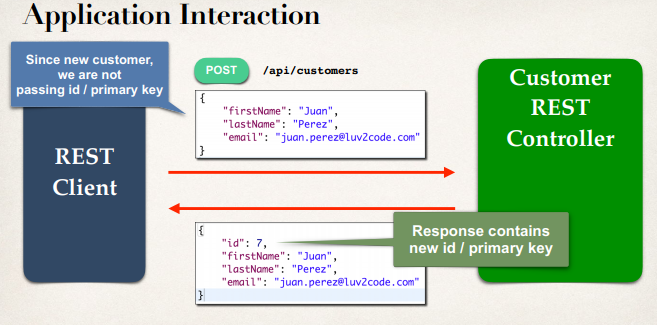 Application Interaction
Since new customer,
we are not
passing id / primary key
POST
/api/customers
{
"firstName": "Juan",
"lastName": "Perez",
"email": "juan.perez@luv2code.com"
}
REST
Client
Customer
REST
Controller
{
"id": 7,
"firstName": "Juan",
"lastName": "Perez",
"email": "juan.perez@luv2code.com"
}
Response contains
new id / primary key